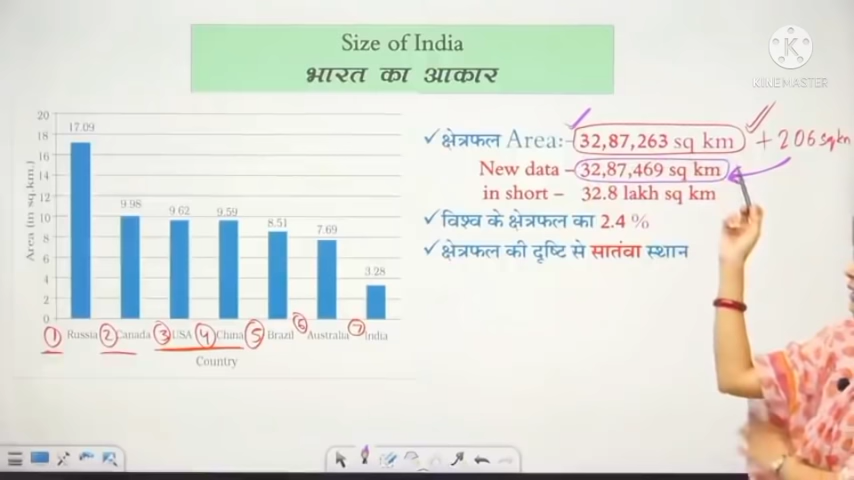 Size of India
भारत का आकार
KINEMASTER
✓ क्षेत्रफल Area:- 32,87,263 sq km + 206 sqkm
New data – 32,87,469 sq km
in short – 32.8 lakh sq km
✓ विश्व के क्षेत्रफल का 2.4 %
✓ क्षेत्रफल की दृष्टि से सातंवा स्थान
Area (in sq.km.)
20
18
16
14
12
10
8
6
4
2
0
17.09
9.98
9.62
9.59
8.51
7.69
3.28
① Russia ② Canada ③ USA ④ China ⑤ Brazil ⑥ Australia ⑦ India
Country